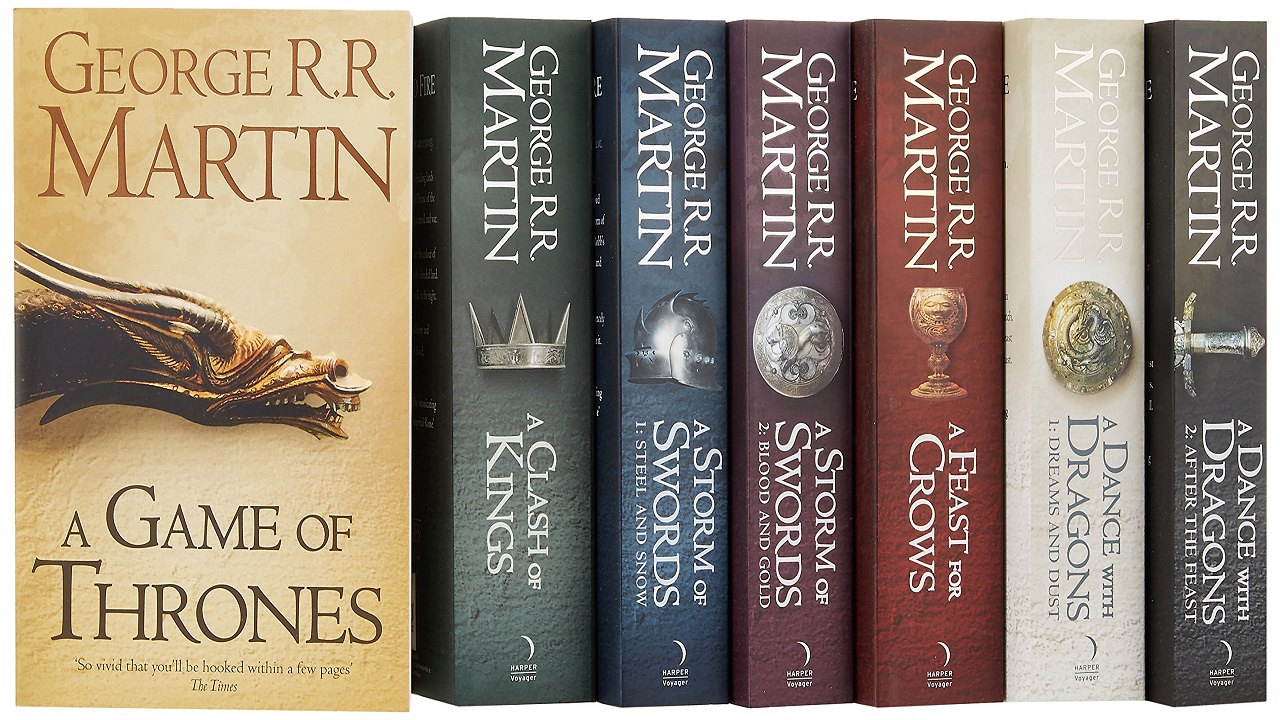 GEORGE R.R.
MARTIN
A GAME OF
THRONES
'So vivid that you'll be hooked within a few pages'
The Times
FIRE
GEORGE R.R.
MARTIN
A CLASH OF
KINGS
HARPER
Voyager
GEORGE R.R.
MARTIN
A STORM OF
SWORDS
1: STEEL AND SNOW
HARPER
Voyager
GEORGE R.R.
MARTIN
A STORM OF
SWORDS
2: BLOOD AND GOLD
HARPER
Voyager
GEORGE R.R.
MARTIN
A FEAST FOR
CROWS
HARPER
Voyager
GEORGE R.R.
MARTIN
A DANCE WITH
DRAGONS
1: DREAMS AND DUST
HARPER
Voyager
GEORGE R.R.
MARTIN
A DANCE WITH
DRAGONS
2: AFTER THE FEAST
HARPER
Voyager